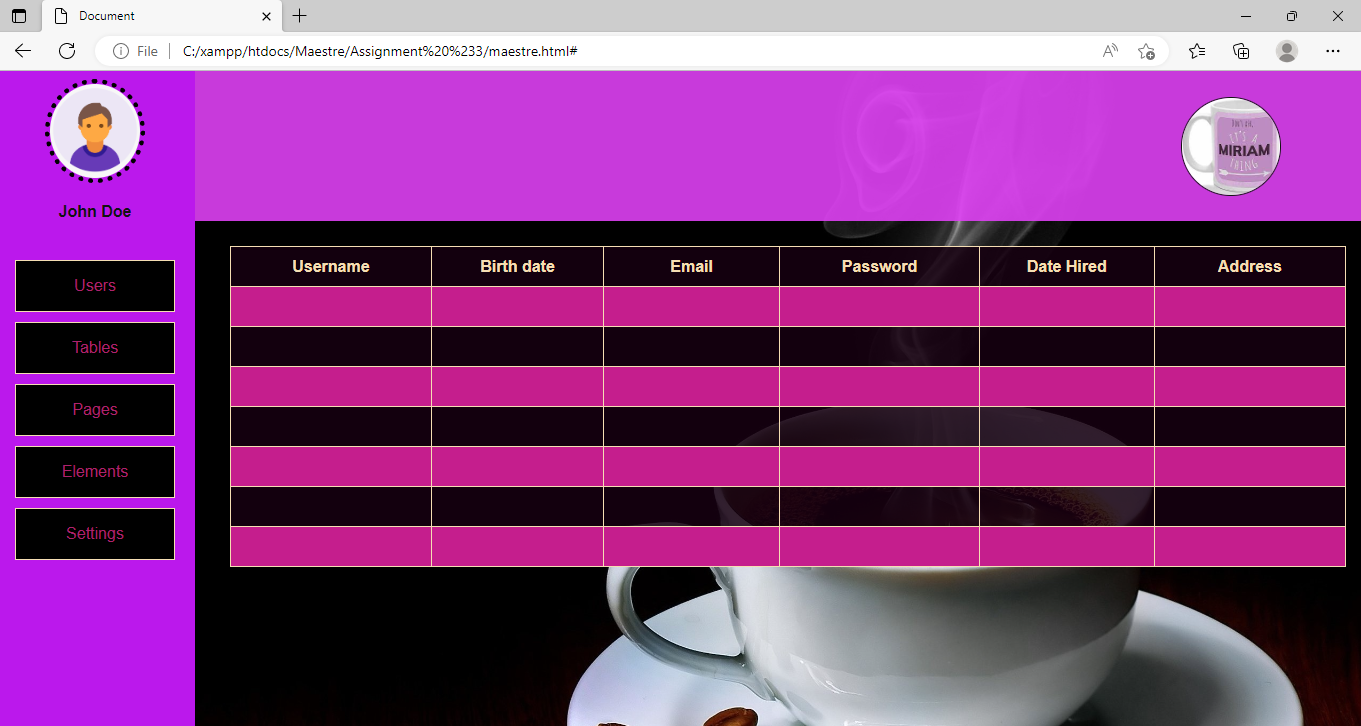 Document
File
C:/xampp/htdocs/Maestre/Assignment%20%233/maestre.html#
John Doe
IT'S A
MIRIAM
THING
Username Birth date Email Password Date Hired Address
Users
Tables
Pages
Elements
Settings